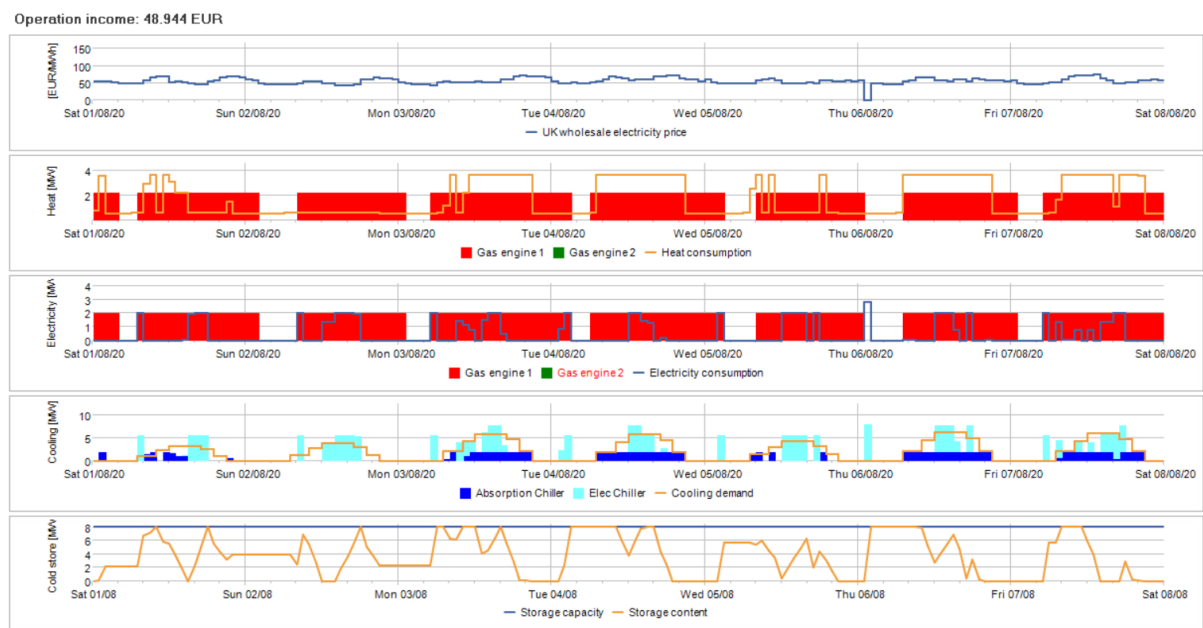 Operation income: 48.944 EUR
[EUR/MWh]
150
100
50
0
Sat 01/08/20 Sun 02/08/20 Mon 03/08/20 Tue 04/08/20 Wed 05/08/20 Thu 06/08/20 Fri 07/08/20 Sat 08/08/20
UK wholesale electricity price
Heat [MW]
4
2
Sat 01/08/20 Sun 02/08/20 Mon 03/08/20 Tue 04/08/20 Wed 05/08/20 Thu 06/08/20 Fri 07/08/20 Sat 08/08/20
Gas engine 1 Gas engine 2 Heat consumption
Electricity [MW
4
3
2
1
0
Sat 01/08/20 Sun 02/08/20 Mon 03/08/20 Tue 04/08/20 Wed 05/08/20 Thu 06/08/20 Fri 07/08/20 Sat 08/08/20
Gas engine 1 Gas engine 2 Electricity consumption
Cooling [MW]
10
5
0
Sat 01/08/20 Sun 02/08/20 Mon 03/08/20 Tue 04/08/20 Wed 05/08/20 Thu 06/08/20 Fri 07/08/20 Sat 08/08/20
Absorption Chiller Elec Chiller Cooling demand
Cold store [MW
8
6
4
2
0
Sat 01/08 Sun 02/08 Mon 03/08 Tue 04/08 Wed 05/08 Thu 06/08 Fri 07/08 Sat 08/08
Storage capacity Storage content